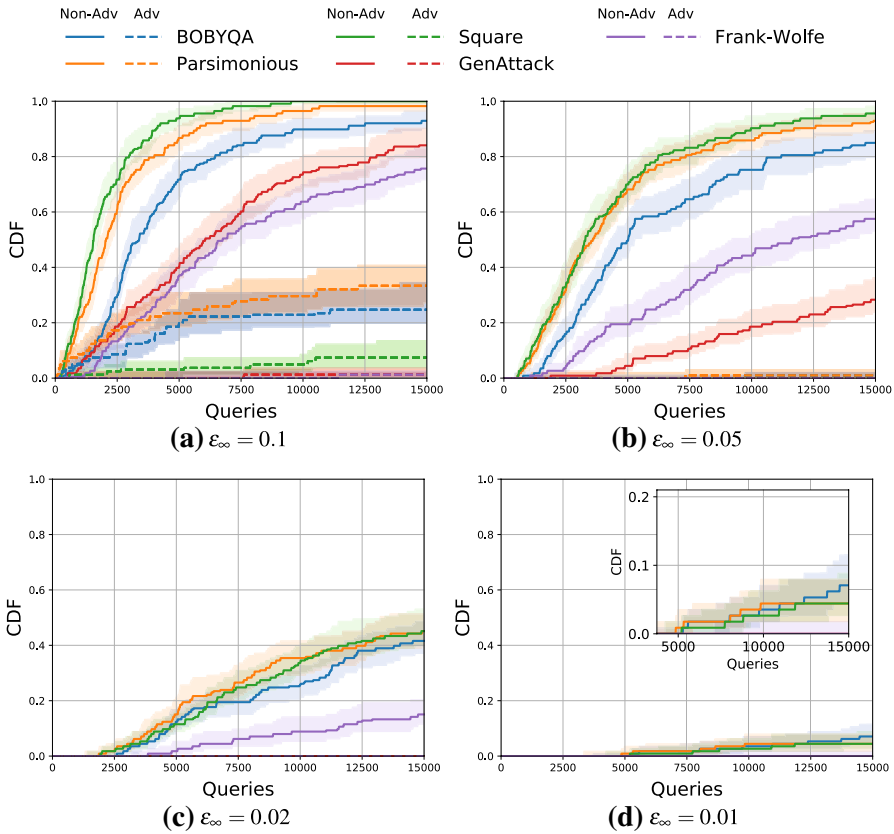 Non-Adv Adv Non-Adv Adv Non-Adv Adv
BOBYQA Square Frank-Wolfe
Parsimonious GenAttack
1.0
0.8
0.6
0.4
0.2
0.0
CDF
0 2500 5000 7500 10000 12500 15000
Queries
(a) ε∞ = 0.1
1.0
0.8
0.6
0.4
0.2
0.0
CDF
0 2500 5000 7500 10000 12500 15000
Queries
(b) ε∞ = 0.05
1.0
0.8
0.6
0.4
0.2
0.0
CDF
0 2500 5000 7500 10000 12500 15000
Queries
(c) ε∞ = 0.02
1.0
0.8
0.6
0.4
0.2
0.0
CDF
0.2
0.1
0.0
CDF
5000 10000 15000
Queries
0 2500 5000 7500 10000 12500 15000
Queries
(d) ε∞ = 0.01